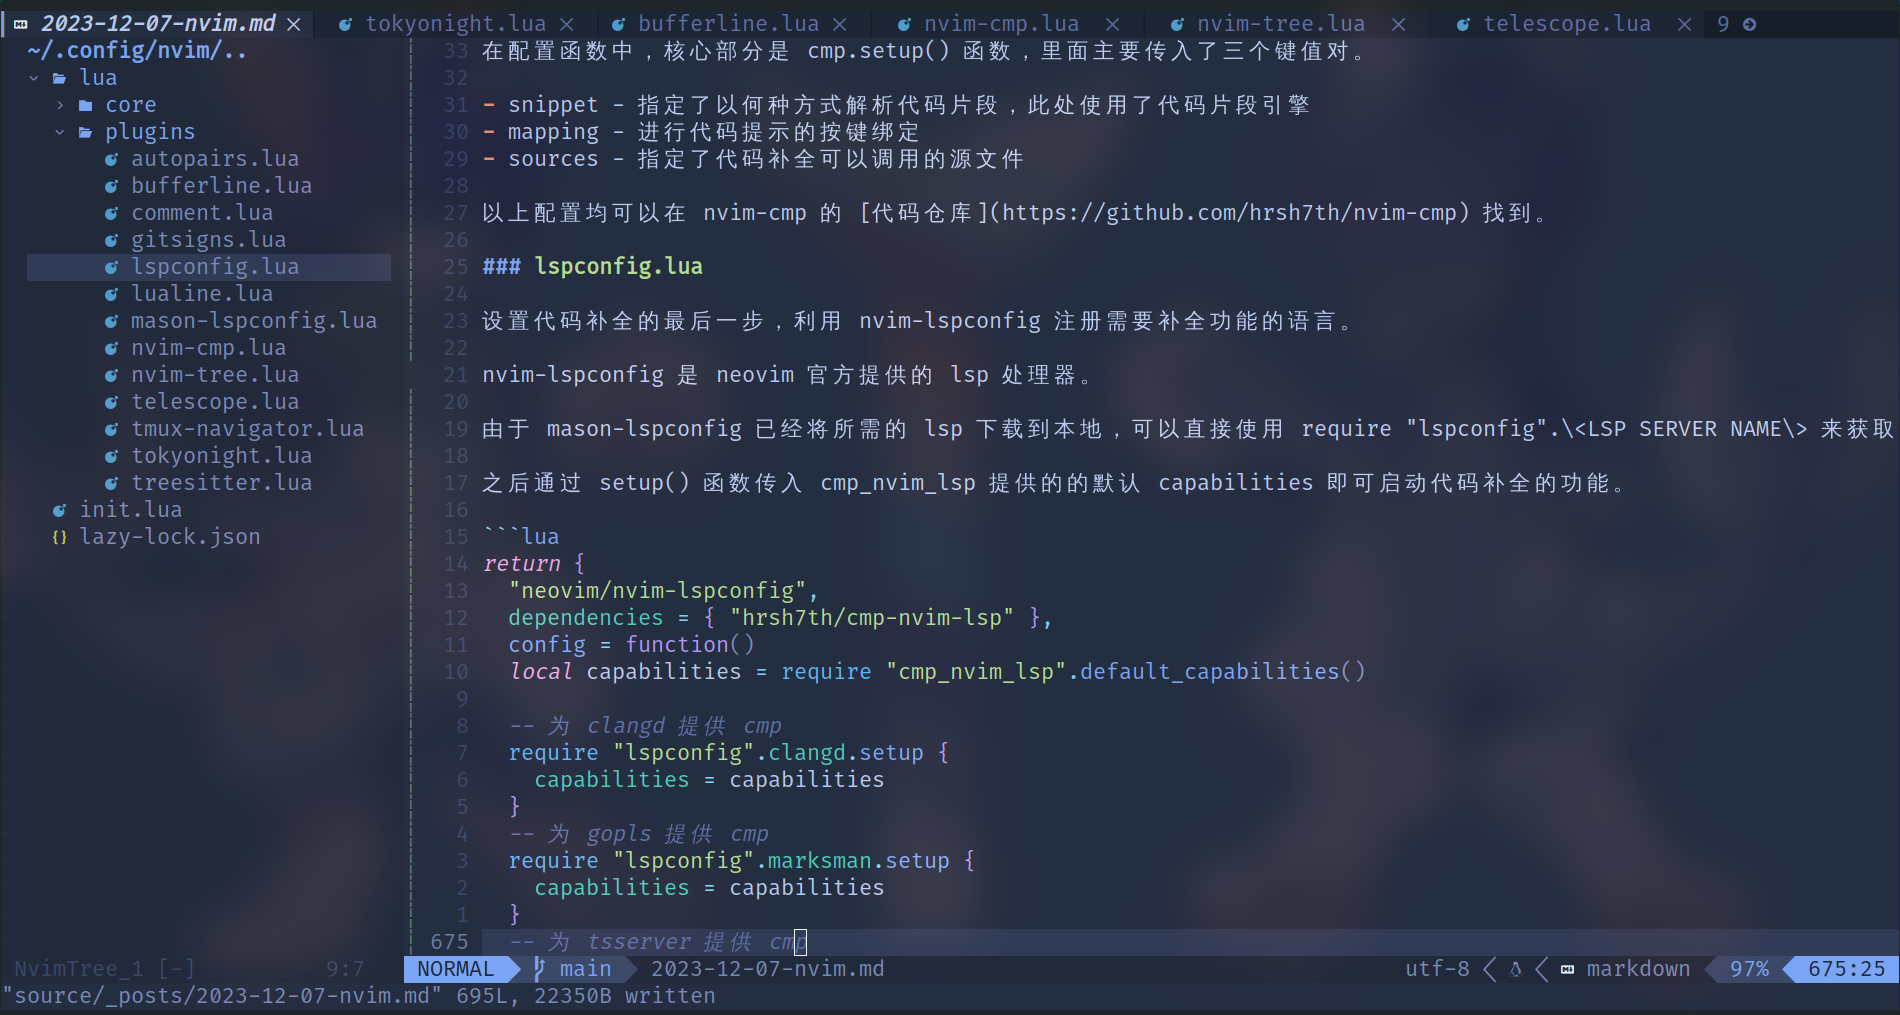 2023-12-07-nvim.md × tokyonight.lua × bufferline.lua × nvim-cmp.lua × nvim-tree.lua × telescope.lua × 9
~/.config/nvim/..
lua
core
plugins
autopairs.lua
bufferline.lua
comment.lua
gitsigns.lua
lspconfig.lua
lualine.lua
mason-lspconfig.lua
nvim-cmp.lua
nvim-tree.lua
telescope.lua
tmux-navigator.lua
tokyonight.lua
treesitter.lua
init.lua
{} lazy-lock.json
33 在配置函数中，核心部分是 cmp.setup() 函数，里面主要传入了三个键值对。
32
31 - snippet - 指定了以何种方式解析代码片段，此处使用了代码片段引擎
30 - mapping - 进行代码提示的按键绑定
29 - sources - 指定了代码补全可以调用的源文件
28
27 以上配置均可以在 nvim-cmp 的 [代码仓库](https://github.com/hrsh7th/nvim-cmp) 找到。
26
25 ### lspconfig.lua
24
23 设置代码补全的最后一步，利用 nvim-lspconfig 注册需要补全功能的语言。
22
21 nvim-lspconfig 是 neovim 官方提供的 lsp 处理器。
20
19 由于 mason-lspconfig 已经将所需的 lsp 下载到本地，可以直接使用 require "lspconfig".\<LSP SERVER NAME\> 来获取
18
17 之后通过 setup() 函数传入 cmp_nvim_lsp 提供的的默认 capabilities 即可启动代码补全的功能。
16
15 ```lua
14 return {
13   "neovim/nvim-lspconfig",
12   dependencies = { "hrsh7th/cmp-nvim-lsp" },
11   config = function()
10   local capabilities = require "cmp_nvim_lsp".default_capabilities()
9
8   -- 为 clangd 提供 cmp
7   require "lspconfig".clangd.setup {
6     capabilities = capabilities
5   }
4   -- 为 gopls 提供 cmp
3   require "lspconfig".marksman.setup {
2     capabilities = capabilities
1   }
675   -- 为 tsserver 提供 cmp
NvimTree_1 [-] 9:7
NORMAL main 2023-12-07-nvim.md utf-8 markdown 97% 675:25
"source/_posts/2023-12-07-nvim.md" 695L, 22350B written